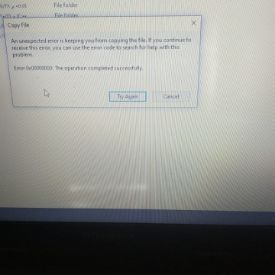 File folder
File folder
Copy File
An unexpected error is keeping you from copying the file. If you continue to
receive this error, you can use the error code to search for help with this
problem.
Error 0x00000000: The operation completed successfully.
Try Again
Cancel